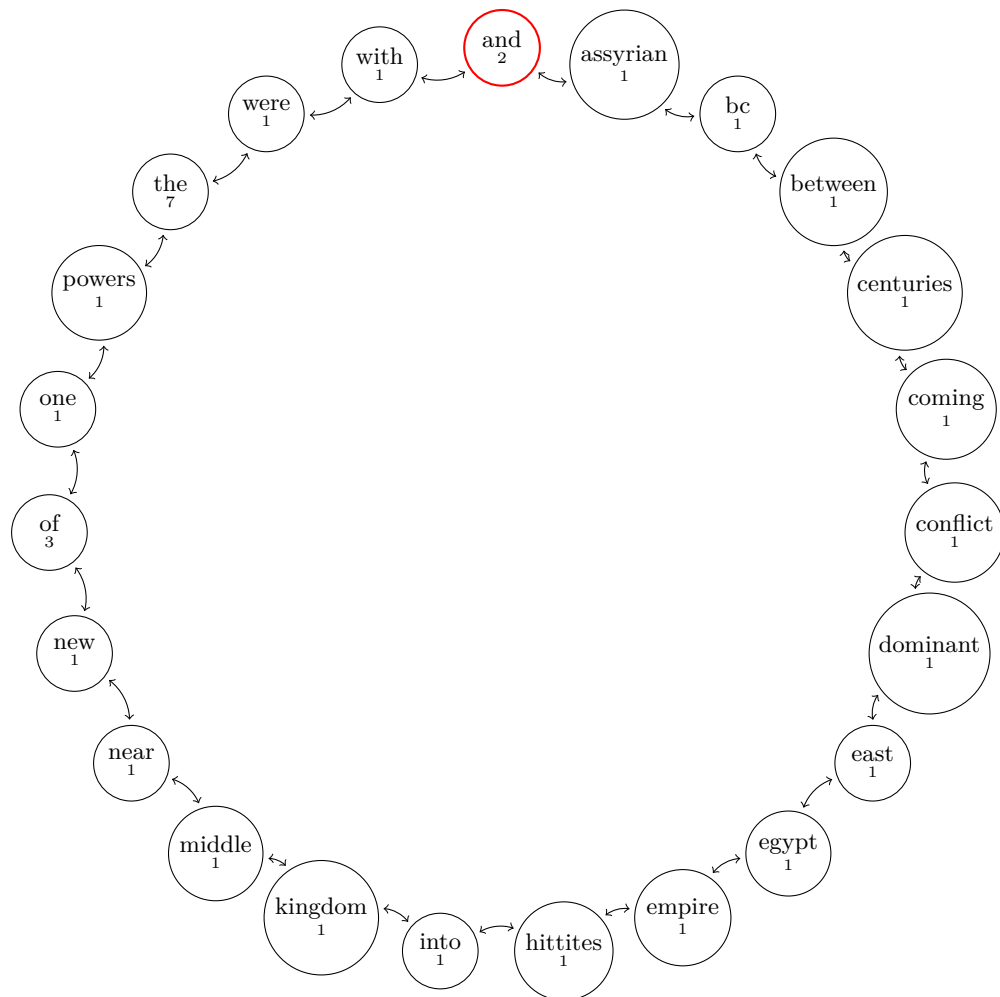 and
2
assyrian
1
bc
1
between
1
centuries
1
coming
1
conflict
1
dominant
1
east
1
egypt
1
empire
1
hittites
1
into
1
kingdom
1
middle
1
near
1
new
1
of
3
one
1
powers
1
the
7
were
1
with
1